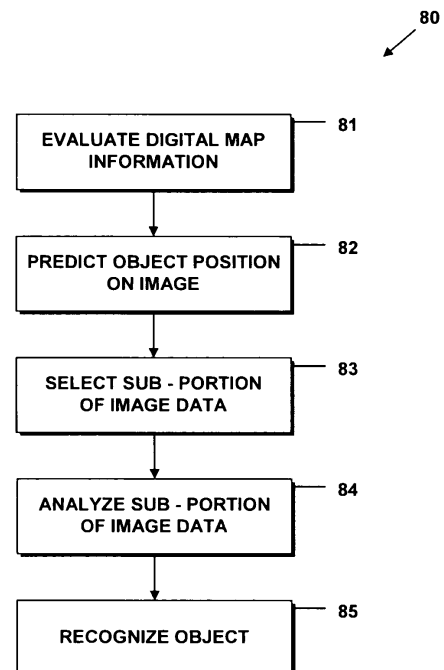 80
EVALUATE DIGITAL MAP
INFORMATION
81
PREDICT OBJECT POSITION
ON IMAGE
82
SELECT SUB - PORTION
OF IMAGE DATA
83
ANALYZE SUB - PORTION
OF IMAGE DATA
84
RECOGNIZE OBJECT
85